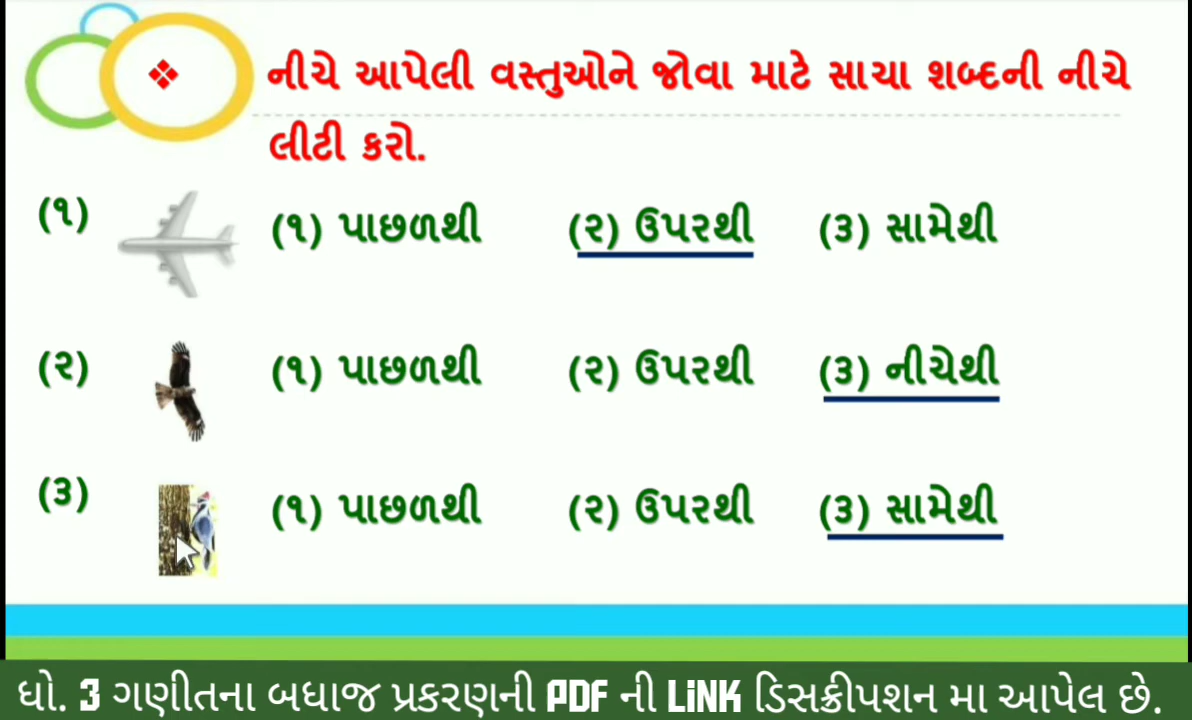 ❖ નીચે આપેલી વસ્તુઓને જોવા માટે સાચા શબ્દની નીચે
લીટી કરો.
(૧) (૧) પાછળથી (૨) ઉપરથી (૩) સામેથી
(૨) (૧) પાછળથી (૨) ઉપરથી (૩) નીચેથી
(૩) (૧) પાછળથી (૨) ઉપરથી (૩) સામેથી
ધો. 3 ગણીતના બધાજ પ્રકરણની PDF ની LiNK ડિસક્રીપશન મા આપેલ છે.